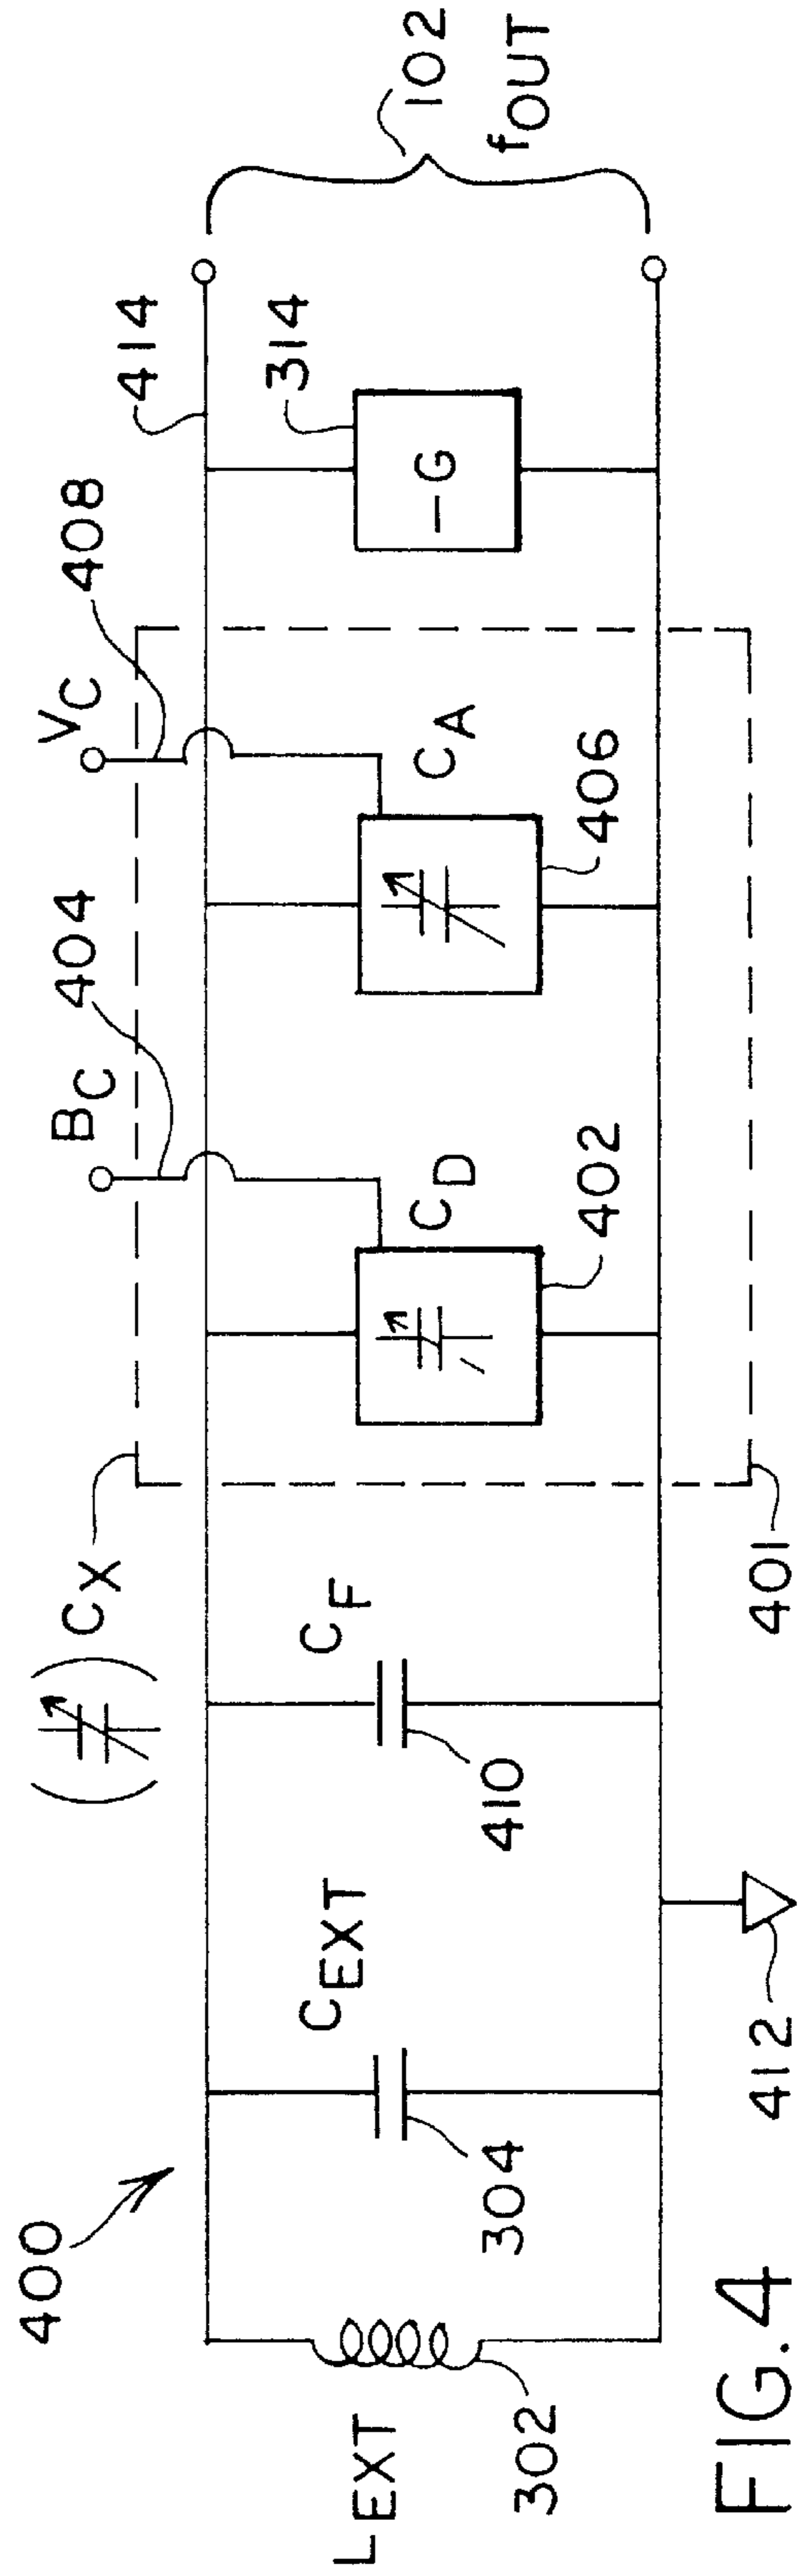 400
L_EXT
302
C_EXT
304
412
C_F
410
C_X
401
B_C
404
C_D
402
V_C
408
C_A
406
414
314
–G
102
f_OUT
FIG. 4